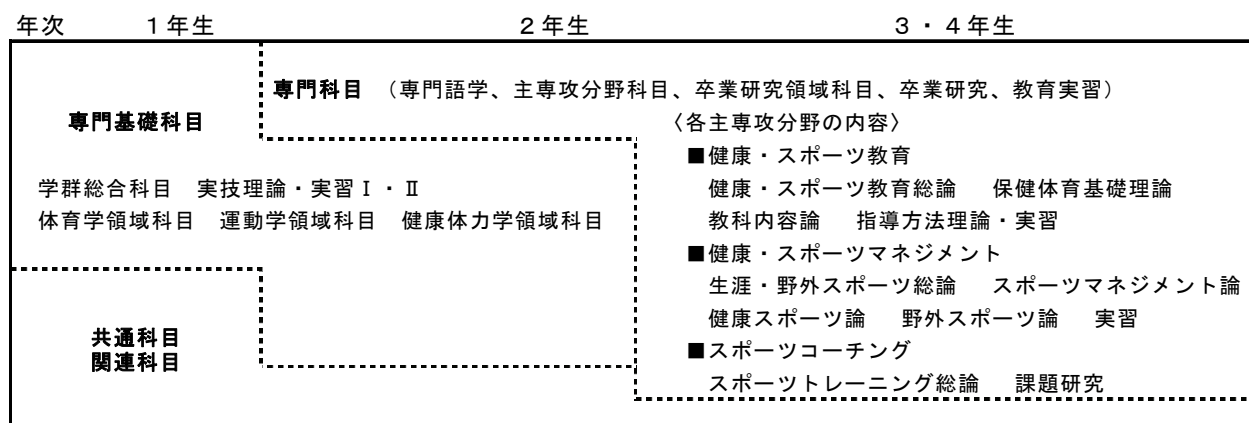 年次　１年生　２年生　３・４年生
専門科目　（専門語学、主専攻分野科目、卒業研究領域科目、卒業研究、教育実習）
専門基礎科目
〈各主専攻分野の内容〉
■健康・スポーツ教育
学群総合科目　実技理論・実習Ⅰ・Ⅱ
健康・スポーツ教育総論　保健体育基礎理論
体育学領域科目　運動学領域科目　健康体力学領域科目
教科内容論　指導方法理論・実習
■健康・スポーツマネジメント
生涯・野外スポーツ総論　スポーツマネジメント論
健康スポーツ論　野外スポーツ論　実習
共通科目
関連科目
■スポーツコーチング
スポーツトレーニング総論　課題研究